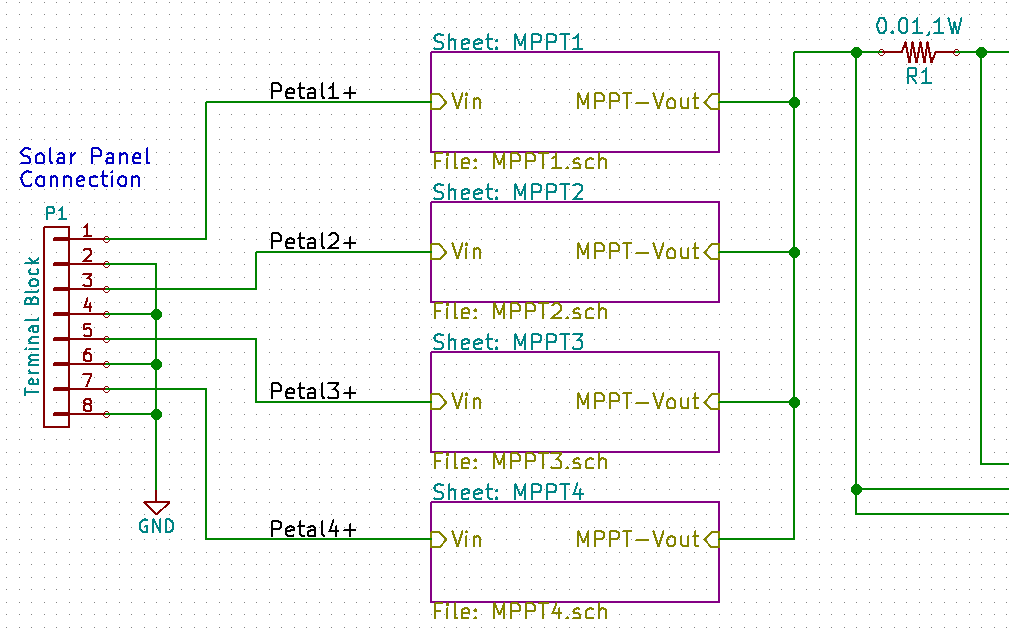 0.01,1W
R1
Sheet: MPPT1
Petal1+
Vin
MPPT-Vout
File: MPPT1.sch
Solar Panel
Connection
P1
Terminal Block
1
2
3
4
5
6
7
8
GND
Sheet: MPPT2
Petal2+
Vin
MPPT-Vout
File: MPPT2.sch
Sheet: MPPT3
Petal3+
Vin
MPPT-Vout
File: MPPT3.sch
Sheet: MPPT4
Petal4+
Vin
MPPT-Vout
File: MPPT4.sch